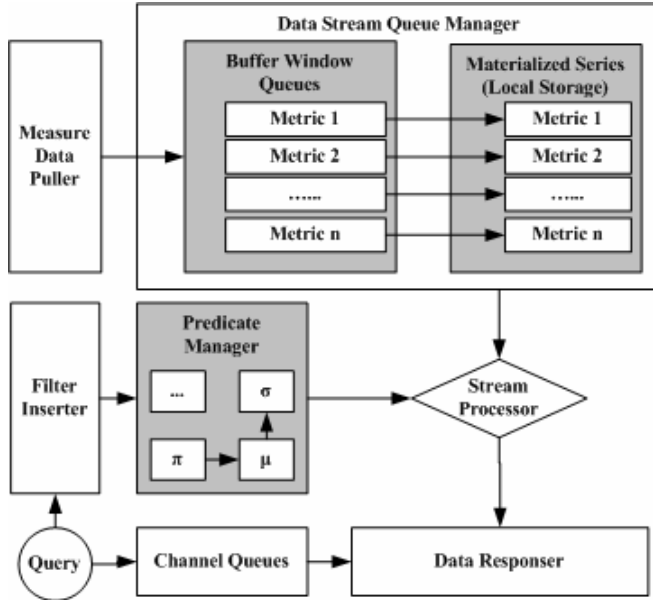 Data Stream Queue Manager
Measure
Data
Puller
Buffer Window
Queues
Metric 1
Metric 2
…...
Metric n
Materialized Series
(Local Storage)
Metric 1
Metric 2
…...
Metric n
Filter
Inserter
Predicate
Manager
...
σ
π
μ
Stream
Processor
Query
Channel Queues
Data Responser